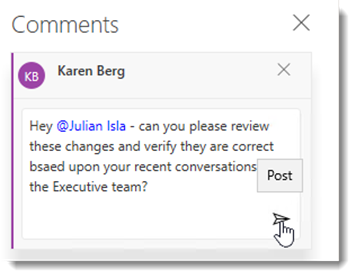 Comments
KB Karen Berg
Hey @Julian Isla - can you please review
these changes and verify they are correct
bsaed upon your recent conversations
the Executive team?
Post